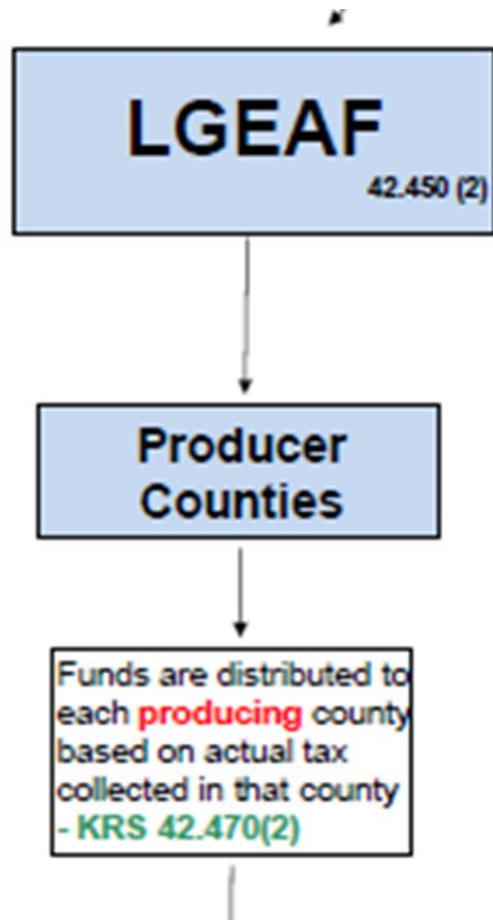 LGEAF
42.450 (2)
Producer
Counties
Funds are distributed to
each producing county
based on actual tax
collected in that county
- KRS 42.470(2)